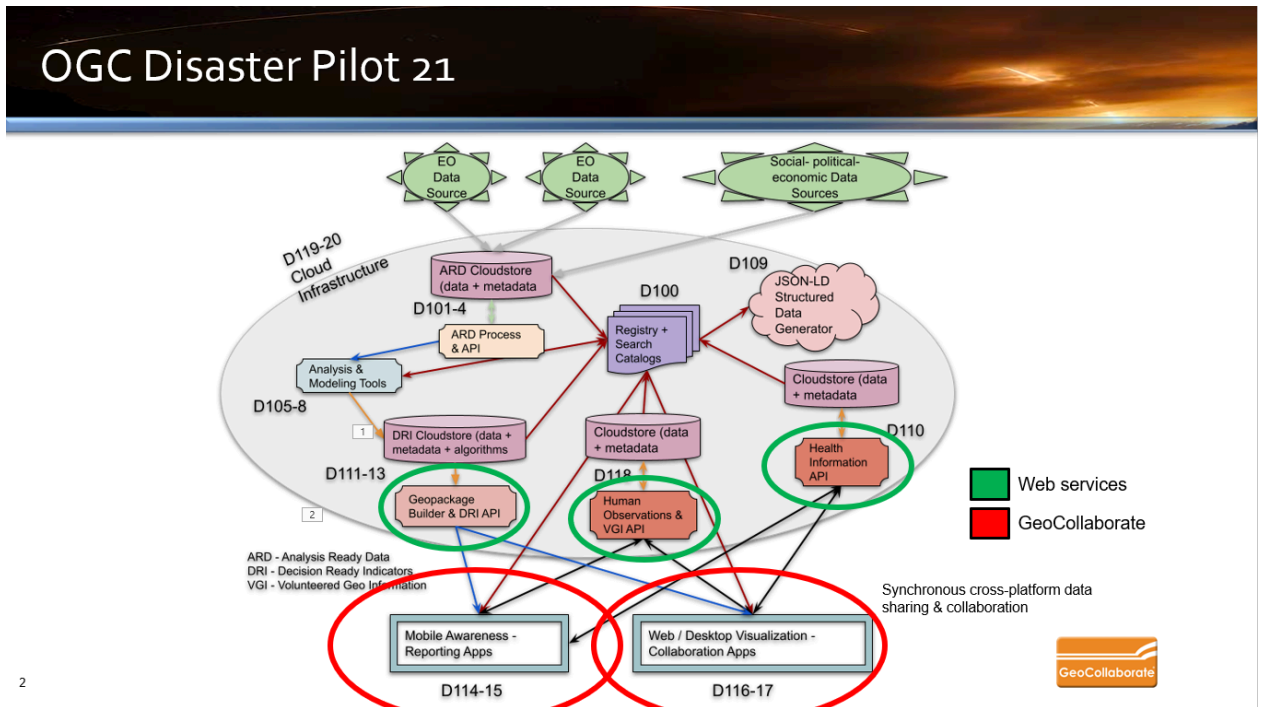 OGC Disaster Pilot 21
EO
Data
Source
EO
Data
Source
Social- political-
economic Data
Sources
D119-20
Cloud
Infrastructure
ARD Cloudstore
(data + metadata
D101-4
ARD Process
& API
D100
Registry +
Search
Catalogs
D109
JSON-LD
Structured
Data
Generator
Analysis &
Modeling Tools
D105-8
Cloudstore (data
+ metadata
1
DRI Cloudstore (data +
metadata + algorithms
D111-13
Cloudstore (data
+ metadata
D118
D110
Health
Information
API
Geopackage
Builder & DRI API
Human
Observations &
VGI API
2
Web services
GeoCollaborate
ARD - Analysis Ready Data
DRI - Decision Ready Indicators
VGI - Volunteered Geo Information
Synchronous cross-platform data
sharing & collaboration
Mobile Awareness -
Reporting Apps
Web / Desktop Visualization -
Collaboration Apps
D114-15
D116-17
GeoCollaborate
2